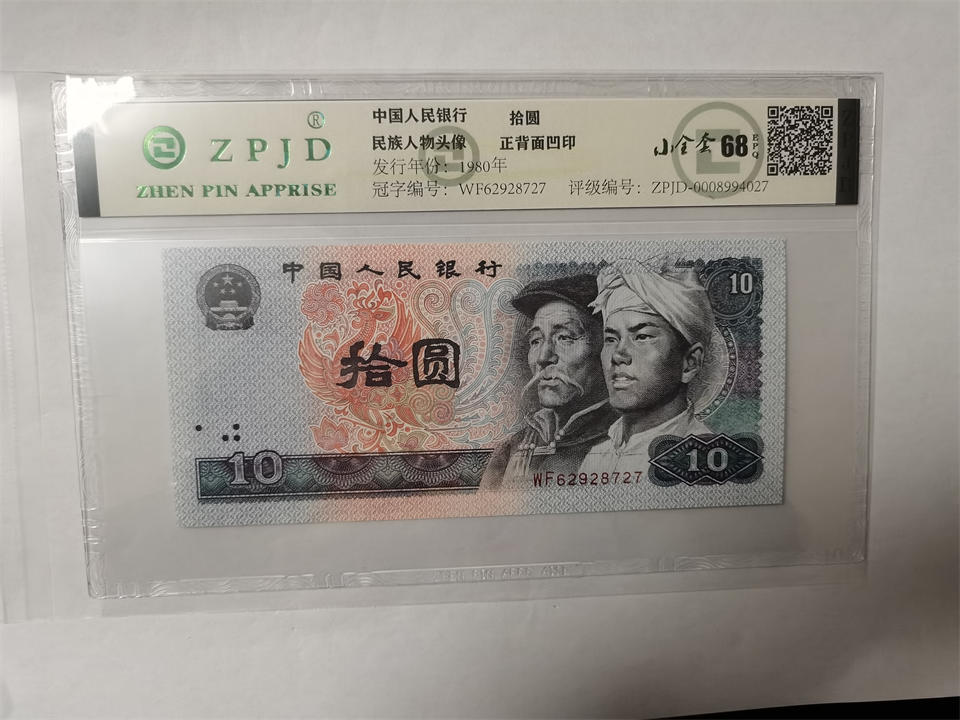 ZPJD®
ZHEN PIN APPRISE
中国人民银行 拾圆
民族人物头像 正背面凹印
发行年份：1980年
冠字编号：WF62928727 评级编号：ZPJD-0008994027
小全套 68 EPQ
中国人民银行
10
拾圆
10
WF62928727
10